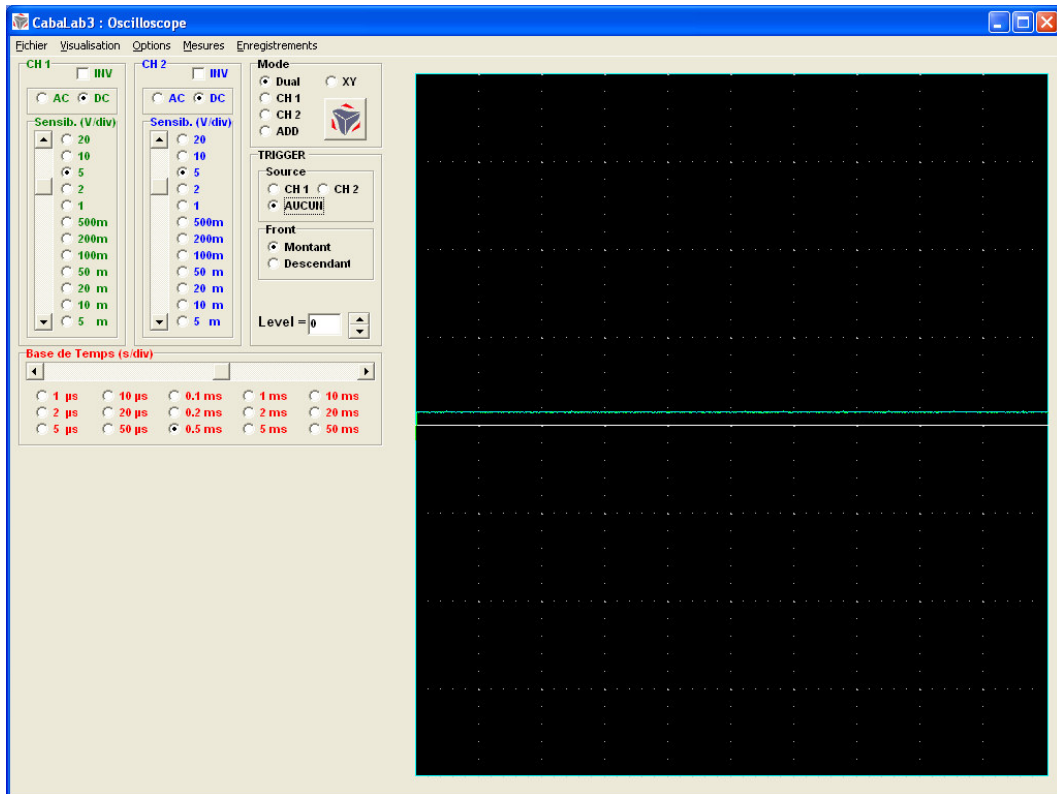 CabaLab3 : Oscilloscope
Fichier Visualisation Options Mesures Enregistrements
CH 1
INV
AC DC
Sensib. (V/div)
20
10
5
2
1
500m
200m
100m
50 m
20 m
10 m
5 m
CH 2
INV
AC DC
Sensib. (V/div)
20
10
5
2
1
500m
200m
100m
50 m
20 m
10 m
5 m
Mode
Dual XY
CH 1
CH 2
ADD
TRIGGER
Source
CH 1 CH 2
AUCUN
Front
Montant
Descendant
Level = 0
Base de Temps (s/div)
1 µs 10 µs 0.1 ms 1 ms 10 ms
2 µs 20 µs 0.2 ms 2 ms 20 ms
5 µs 50 µs 0.5 ms 5 ms 50 ms